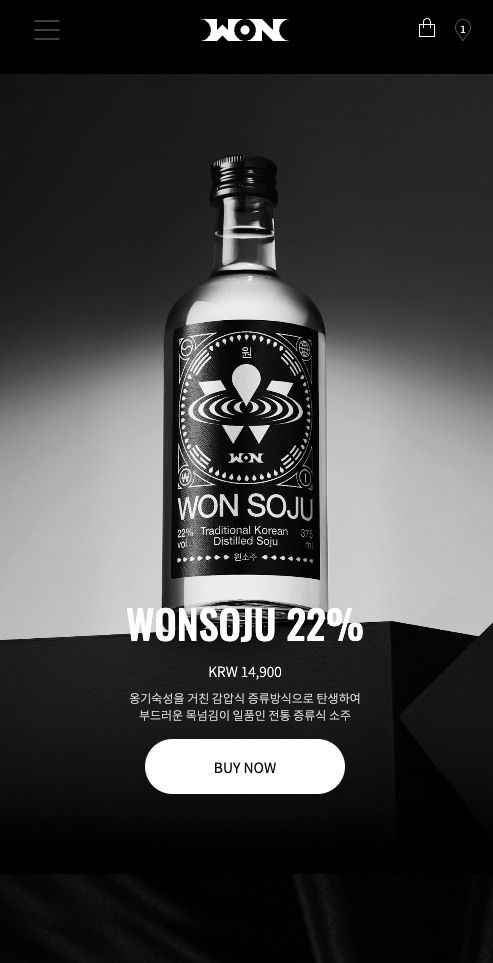 WON
1
원
W
T
WON
WON SOJU
22% vol
Traditional Korean
Distilled Soju
375 ml
원소주
WONSOJU 22%
KRW 14,900
옹기숙성을 거친 감압식 증류방식으로 탄생하여
부드러운 목넘김이 일품인 전통 증류식 소주
BUY NOW